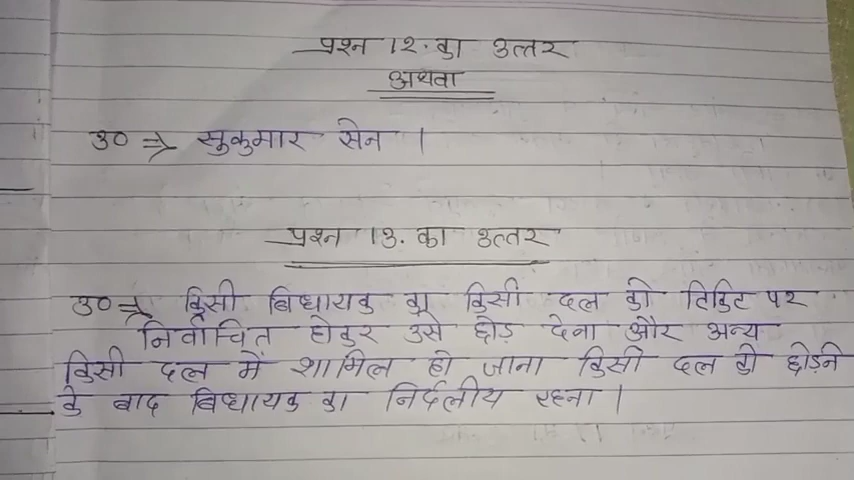 प्रश्न 12. का उत्तर
अथवा
उ० ⇒ सुकुमार सेन ।
प्रश्न 13. का उत्तर
उ० ⇒ किसी विधायक का किसी दल की टिकिट पर
निर्वाचित होकर उसे छोड़ देना और अन्य
किसी दल में शामिल हो जाना किसी दल को छोड़ने
के बाद विधायक का निर्दलीय रहना ।